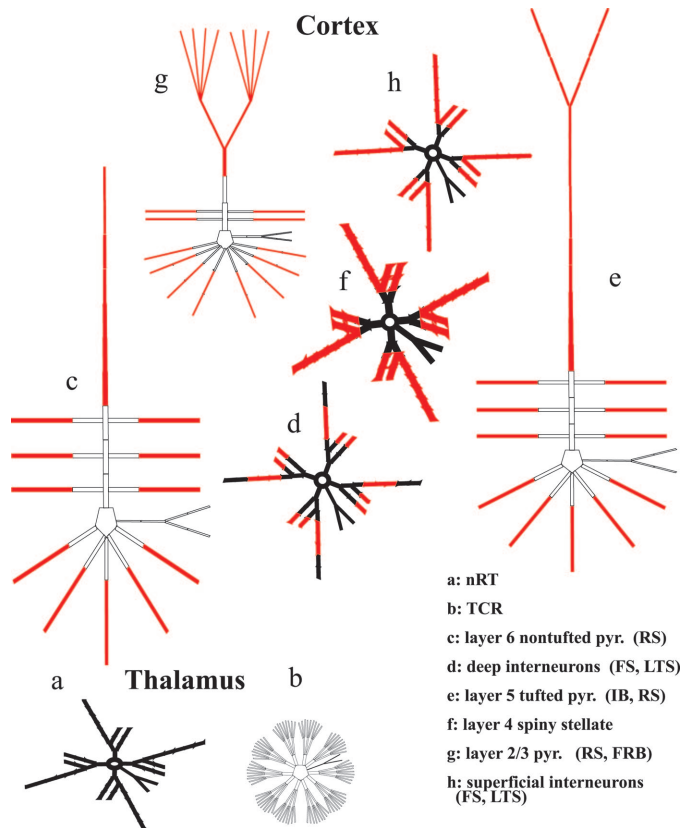 Cortex
g
h
f
e
c
d
a
Thalamus
b
a: nRT
b: TCR
c: layer 6 nontufted pyr. (RS)
d: deep interneurons (FS, LTS)
e: layer 5 tufted pyr. (IB, RS)
f: layer 4 spiny stellate
g: layer 2/3 pyr. (RS, FRB)
h: superficial interneurons
(FS, LTS)